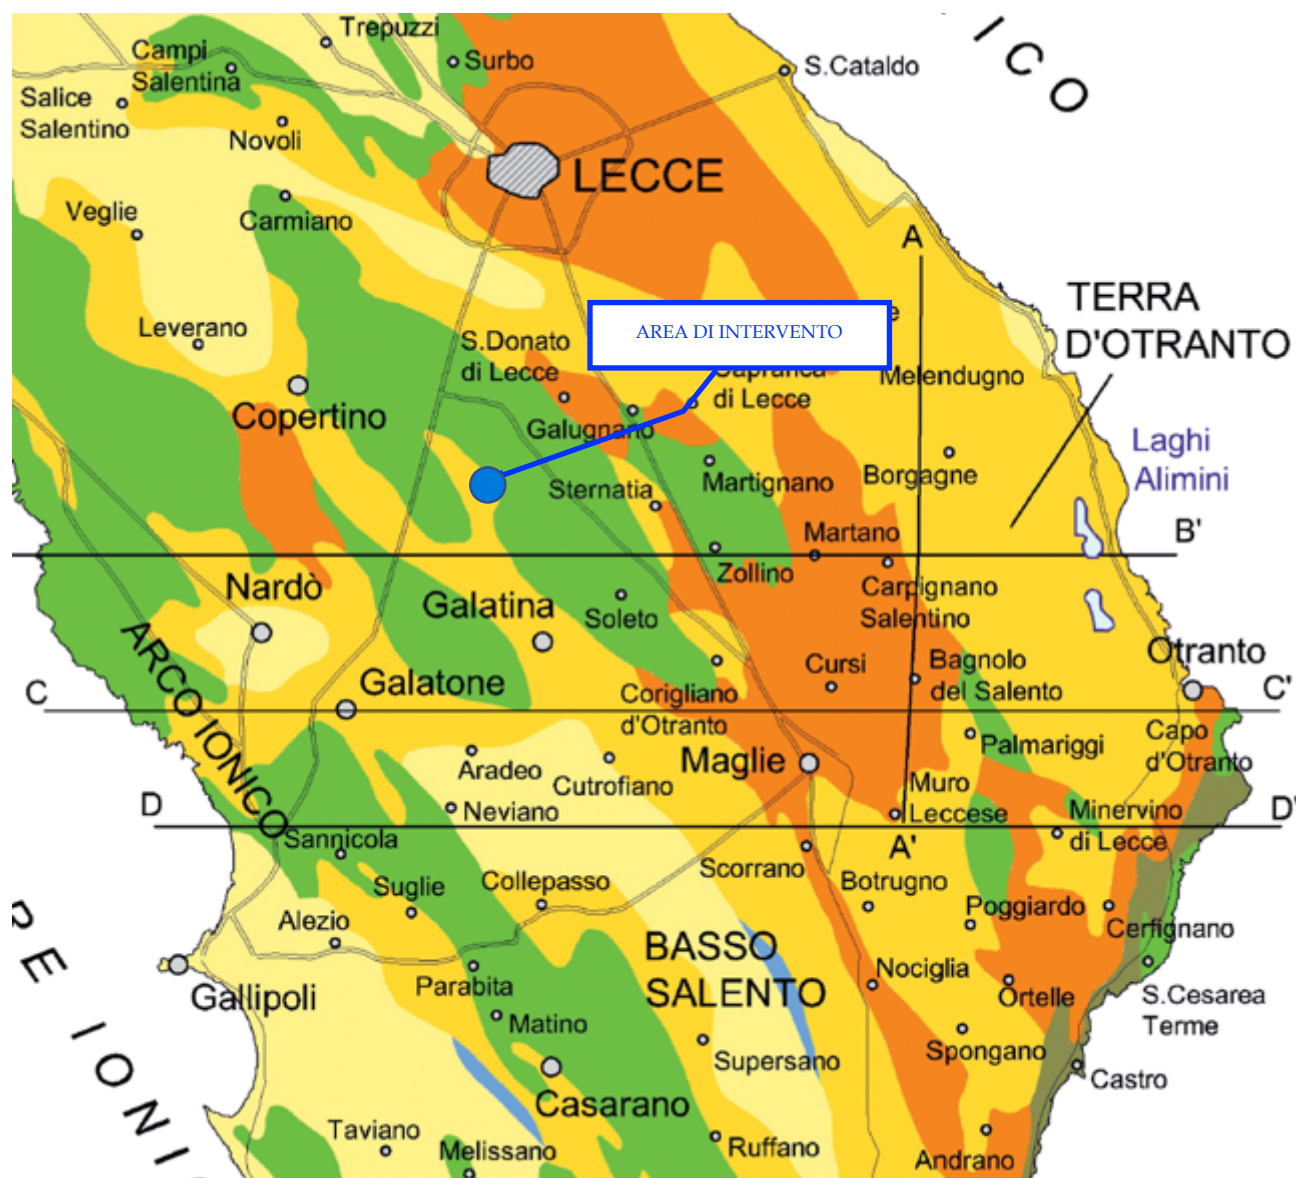 Trepuzzi
Campi
Salentina
Surbo
S.Cataldo
ICO
Salice
Salentino
Novoli
LECCE
Veglie
Carmiano
A
TERRA
D'OTRANTO
AREA DI INTERVENTO
e
Leverano
S.Donato
di Lecce
Caprarica
di Lecce
Melendugno
Copertino
Galugnano
Laghi
Alimini
Borgagne
Martignano
Sternatia
Martano
B'
Zollino
Carpignano
Salentino
Nardò
Galatina
Soleto
ARCO IONICO
Otranto
Cursi
Bagnolo
del Salento
C
Galatone
Corigliano
d'Otranto
C'
Capo
d'Otranto
Palmariggi
Maglie
Aradeo
Cutrofiano
D
Neviano
Muro
Leccese
Minervino
di Lecce
D'
Sannicola
A'
Scorrano
Suglie
Collepasso
Botrugno
Alezio
Poggiardo
Cerfignano
BASSO
SALENTO
RE IONI
Gallipoli
Parabita
Nociglia
Ortelle
S.Cesarea
Terme
Matino
Supersano
Spongano
Castro
Casarano
Taviano
Melissano
Ruffano
Andrano